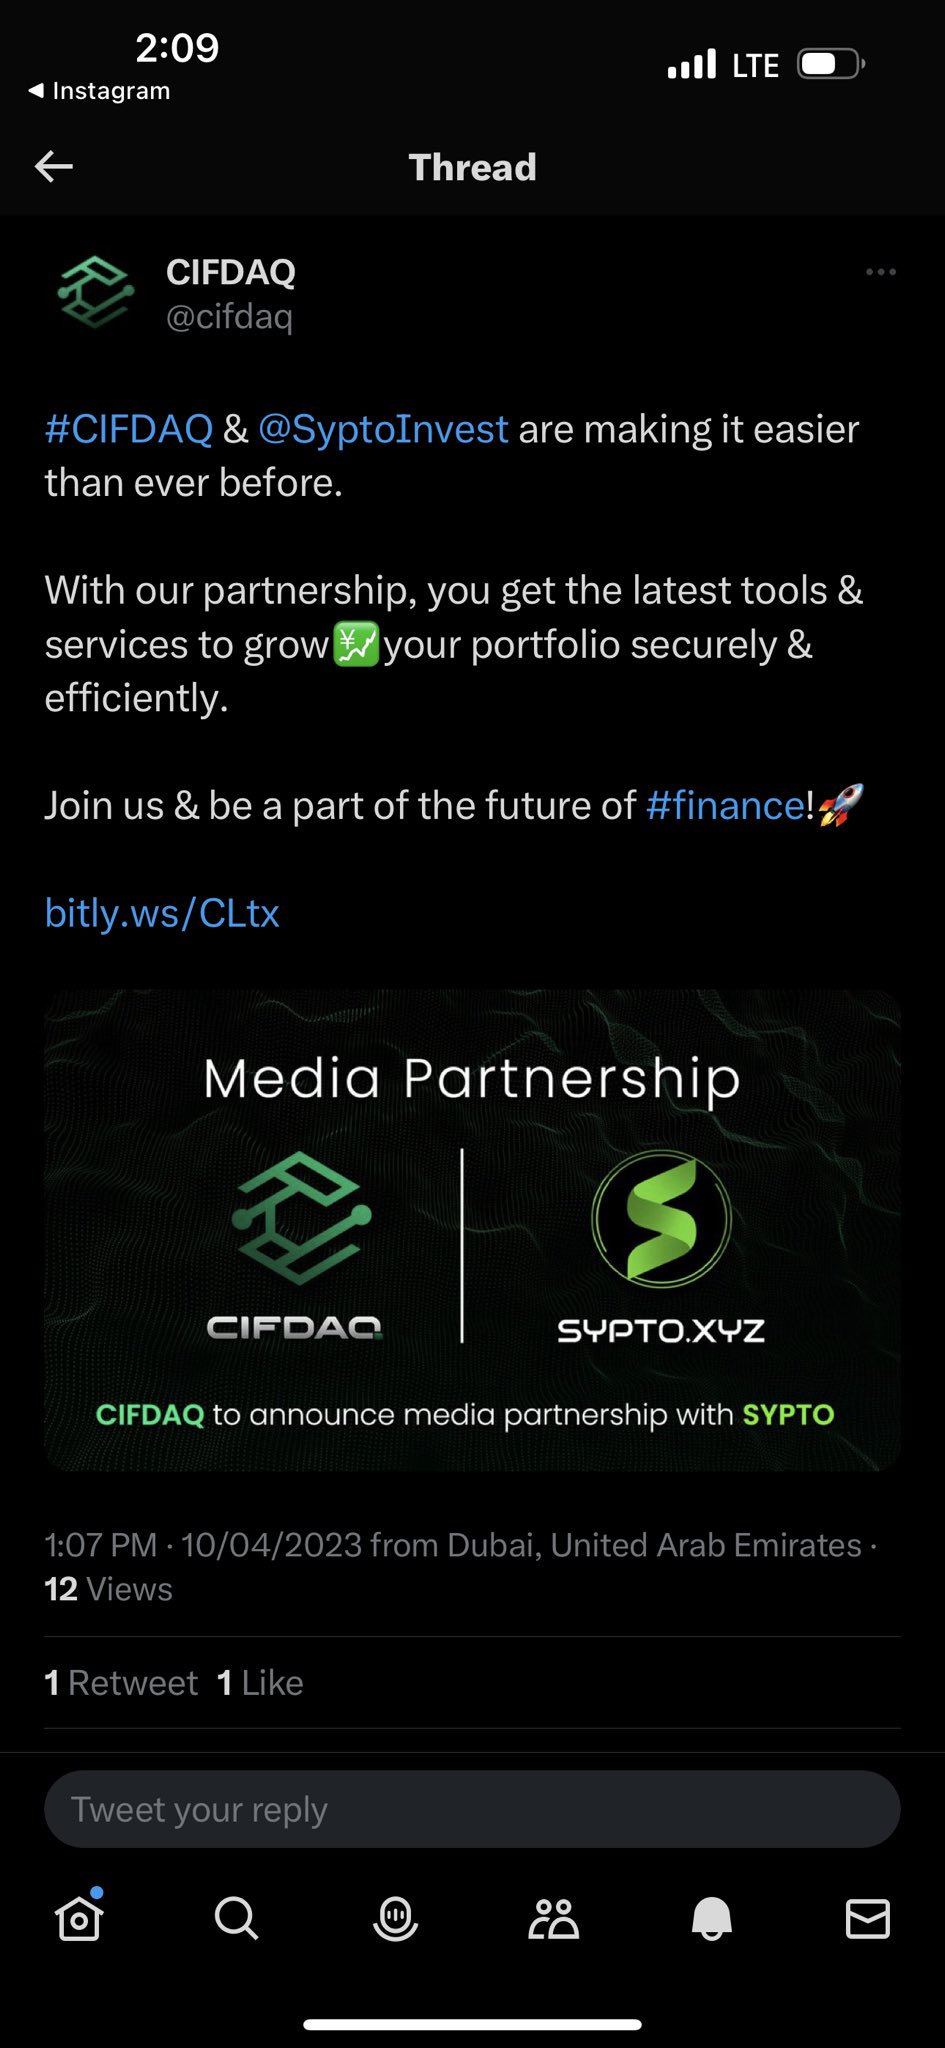 2:09
LTE
◀ Instagram
Thread
CIFDAQ
@cifdaq
#CIFDAQ & @SyptoInvest are making it easier
than ever before.
With our partnership, you get the latest tools &
services to grow💹your portfolio securely &
efficiently.
Join us & be a part of the future of #finance!🚀
bitly.ws/CLtx
Media Partnership
CIFDAQ
SYPTO.XYZ
CIFDAQ to announce media partnership with SYPTO
1:07 PM · 10/04/2023 from Dubai, United Arab Emirates ·
12 Views
1 Retweet 1 Like
Tweet your reply